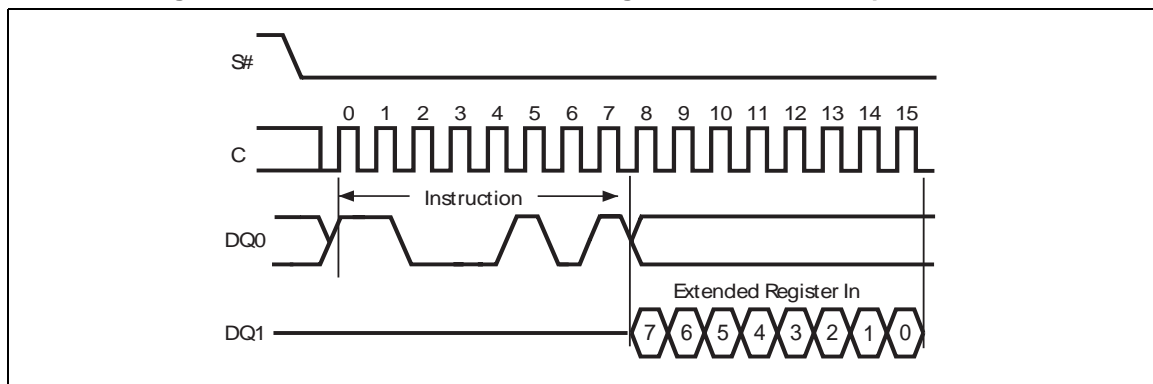 S#
0 1 2 3 4 5 6 7 8 9 10 11 12 13 14 15
C
Instruction
DQ0
Extended Register In
DQ1
7 6 5 4 3 2 1 0